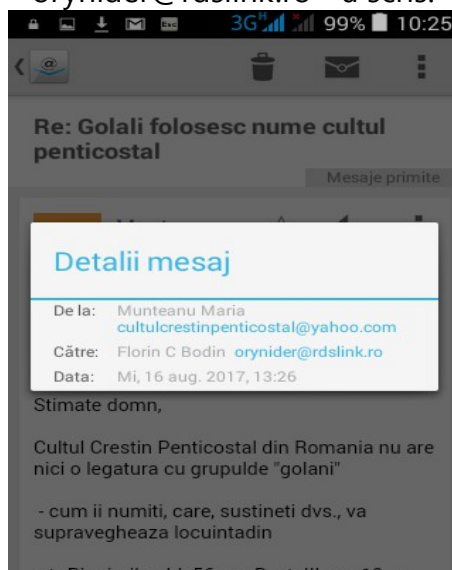 Esc 3G H 99% 10:25
@
Re: Golali folosesc nume cultul
penticostal
Mesaje primite
Detalii mesaj
De la: Munteanu Maria
cultulcrestinpenticostal@yahoo.com
Către: Florin C Bodin orynider@rdslink.ro
Data: Mi, 16 aug. 2017, 13:26
Stimate domn,
Cultul Crestin Penticostal din Romania nu are
nici o legatura cu grupulde "golani"
- cum ii numiti, care, sustineti dvs., va
supravegheaza locuintadin